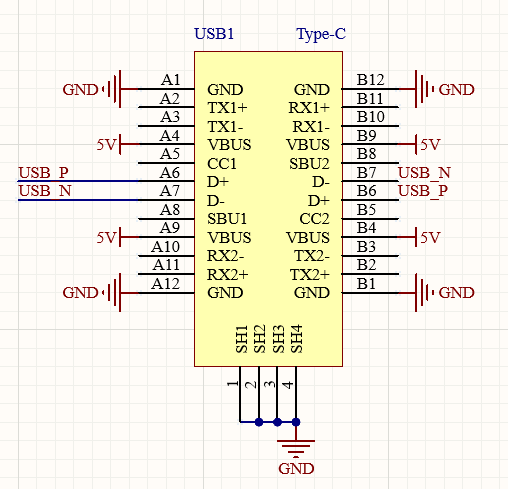 USB1 Type-C
GND A1 GND GND B12 GND
A2 TX1+ RX1+ B11
A3 TX1- RX1- B10
5V A4 VBUS VBUS B9 5V
A5 CC1 SBU2 B8
USB_P A6 D+ D- B7 USB_N
USB_N A7 D- D+ B6 USB_P
A8 SBU1 CC2 B5
5V A9 VBUS VBUS B4 5V
A10 RX2- TX2- B3
A11 RX2+ TX2+ B2
GND A12 GND GND B1 GND
SH1 SH2 SH3 SH4
1 2 3 4
GND